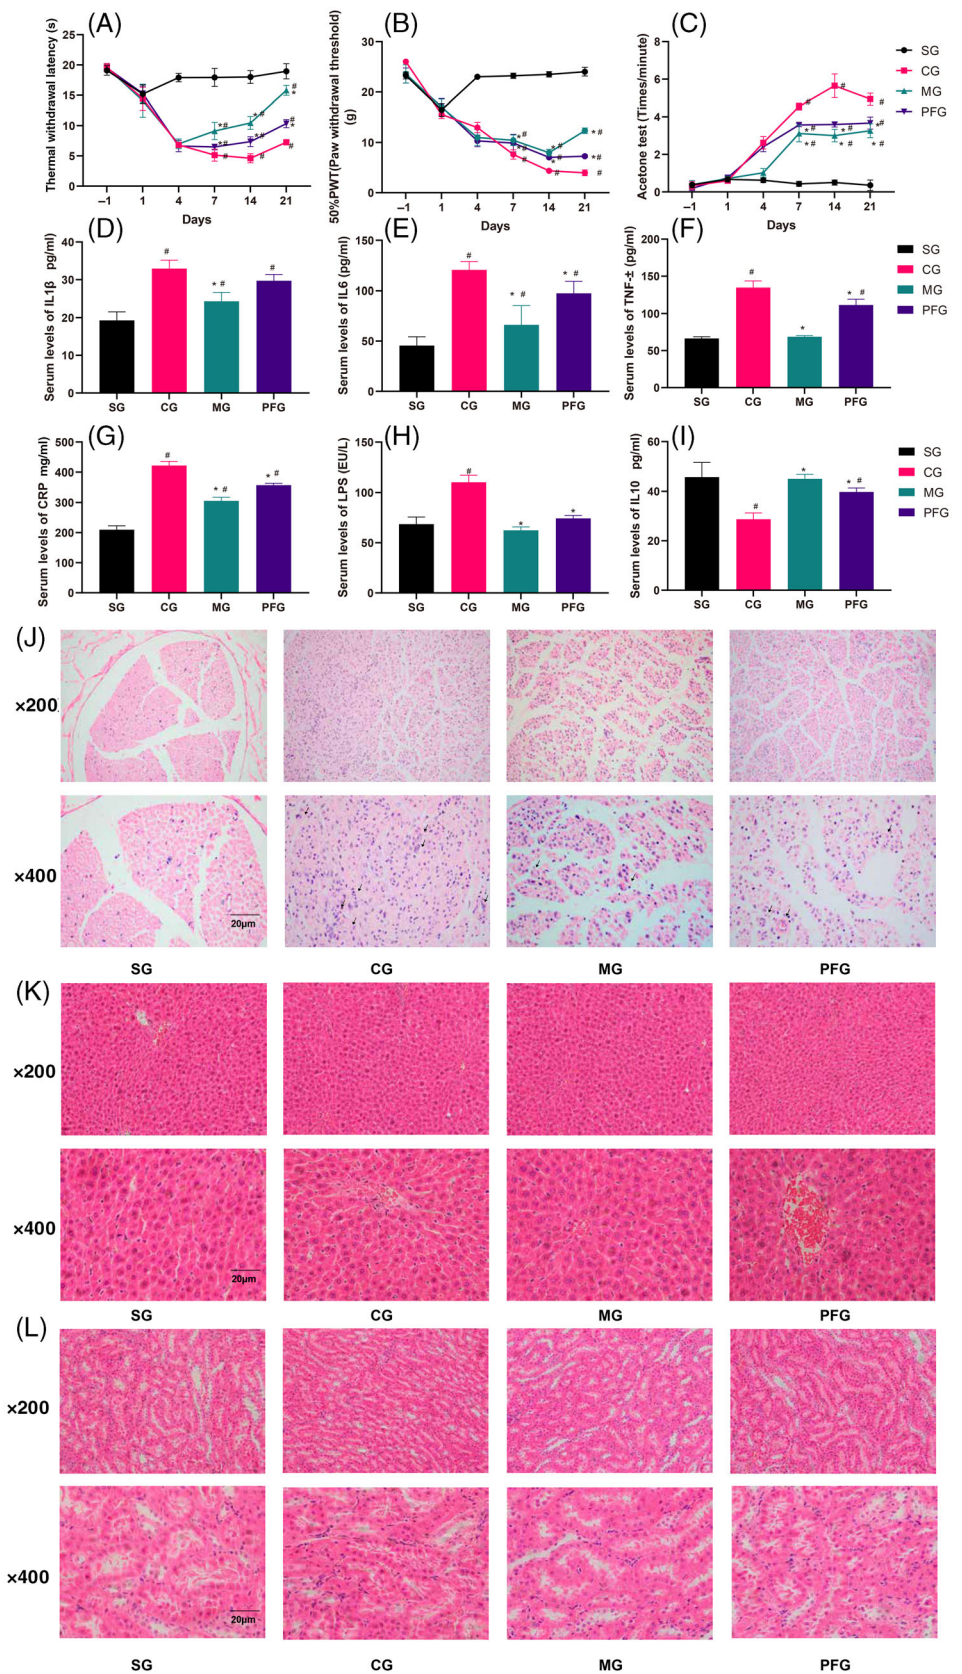 (A)
Thermal withdrawal latency (s)
25
20
15
10
5
0
–1 1 4 7 14 21
Days
* # * # # *
* # * # # *
# # #
(B)
50%PWT(Paw withdrawal threshold)
(g)
30
20
10
0
–1 1 4 7 14 21
Days
* # * # * #
* # * * #
# # #
(C)
Acetone test (Times/minute)
8
6
4
2
0
–1 1 4 7 14 21
Days
# # #
* # * # * #
* # * # * #
SG
CG
MG
PFG
(D)
Serum levels of IL1β pg/ml)
40
30
20
10
0
# * # #
SG CG MG PFG
(E)
Serum levels of IL6 (pg/ml)
150
100
50
0
# * # * #
SG CG MG PFG
(F)
Serum levels of TNF-± (pg/ml)
200
150
100
50
0
# * * #
SG CG MG PFG
SG
CG
MG
PFG
(G)
Serum levels of CRP mg/ml)
500
400
300
200
100
0
# * # * #
SG CG MG PFG
(H)
Serum levels of LPS (EU/L)
150
100
50
0
# * *
SG CG MG PFG
(I)
Serum levels of IL10 pg/ml)
60
40
20
0
# * * #
SG CG MG PFG
SG
CG
MG
PFG
(J)
×200
×400
20μm
SG CG MG PFG
(K)
×200
×400
20μm
SG CG MG PFG
(L)
×200
×400
20μm
SG CG MG PFG